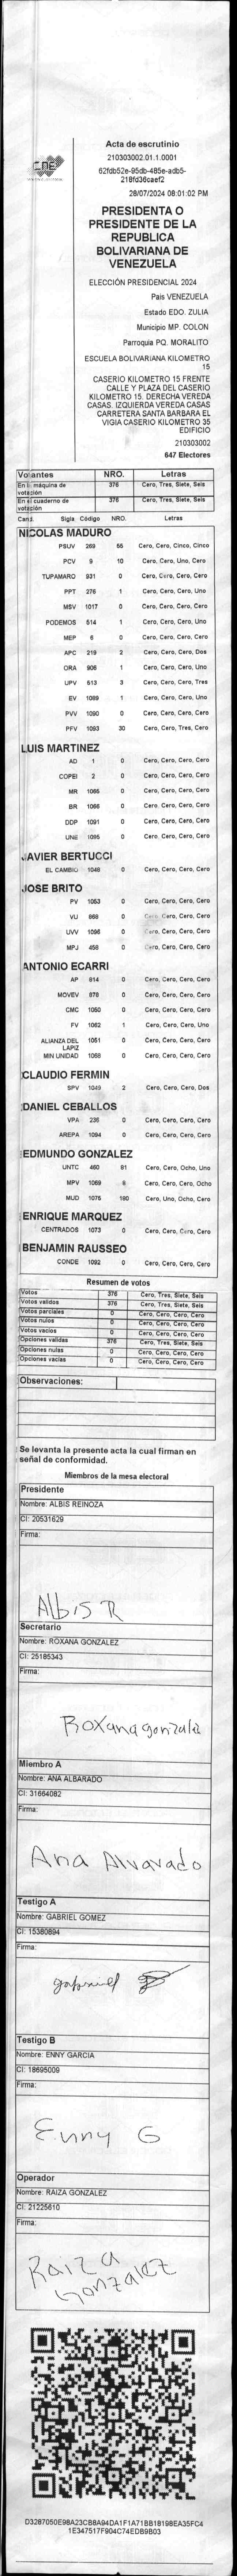 CNE
Acta de escrutinio
210303002.01.1.0001
62fdb52e-95db-485e-adb5-
218fd36caef2
28/07/2024 08:01:02 PM
PRESIDENTA O
PRESIDENTE DE LA
REPUBLICA
BOLIVARIANA DE
VENEZUELA
ELECCIÓN PRESIDENCIAL 2024
Pais VENEZUELA
Estado EDO. ZULIA
Municipio MP. COLON
Parroquia PQ. MORALITO
ESCUELA BOLIVARIANA KILOMETRO
15
CASERIO KILOMETRO 15 FRENTE
CALLE Y PLAZA DEL CASERIO
KILOMETRO 15. DERECHA VEREDA
CASAS. IZQUIERDA VEREDA CASAS
CARRETERA SANTA BARBARA EL
VIGIA CASERIO KILOMETRO 35
EDIFICIO
210303002
647 Electores
Votantes NRO. Letras
En la máquina de votación 376 Cero, Tres, Siete, Seis
En el cuaderno de votación 376 Cero, Tres, Siete, Seis
Cand. Sigla Código NRO. Letras
NICOLAS MADURO
PSUV 269 55 Cero, Cero, Cinco, Cinco
PCV 9 10 Cero, Cero, Uno, Cero
TUPAMARO 931 0 Cero, Cero, Cero, Cero
PPT 276 1 Cero, Cero, Cero, Uno
MSV 1017 0 Cero, Cero, Cero, Cero
PODEMOS 514 1 Cero, Cero, Cero, Uno
MEP 6 0 Cero, Cero, Cero, Cero
APC 219 2 Cero, Cero, Cero, Dos
ORA 906 1 Cero, Cero, Cero, Uno
UPV 513 3 Cero, Cero, Cero, Tres
EV 1089 1 Cero, Cero, Cero, Uno
PVV 1090 0 Cero, Cero, Cero, Cero
PFV 1093 30 Cero, Cero, Tres, Cero
LUIS MARTINEZ
AD 1 0 Cero, Cero, Cero, Cero
COPEI 2 0 Cero, Cero, Cero, Cero
MR 1065 0 Cero, Cero, Cero, Cero
BR 1066 0 Cero, Cero, Cero, Cero
DDP 1091 0 Cero, Cero, Cero, Cero
UNE 1095 0 Cero, Cero, Cero, Cero
JAVIER BERTUCCI
EL CAMBIO 1048 0 Cero, Cero, Cero, Cero
JOSE BRITO
PV 1053 0 Cero, Cero, Cero, Cero
VU 868 0 Cero, Cero, Cero, Cero
UVV 1096 0 Cero, Cero, Cero, Cero
MPJ 458 0 Cero, Cero, Cero, Cero
ANTONIO ECARRI
AP 814 0 Cero, Cero, Cero, Cero
MOVEV 978 0 Cero, Cero, Cero, Cero
CMC 1050 0 Cero, Cero, Cero, Cero
FV 1062 1 Cero, Cero, Cero, Uno
ALIANZA DEL LAPIZ 1051 0 Cero, Cero, Cero, Cero
MIN UNIDAD 1068 0 Cero, Cero, Cero, Cero
CLAUDIO FERMIN
SPV 1049 2 Cero, Cero, Cero, Dos
DANIEL CEBALLOS
VPA 235 0 Cero, Cero, Cero, Cero
AREPA 1094 0 Cero, Cero, Cero, Cero
EDMUNDO GONZALEZ
UNTC 460 81 Cero, Cero, Ocho, Uno
MPV 1069 8 Cero, Cero, Cero, Ocho
MUD 1075 180 Cero, Uno, Ocho, Cero
ENRIQUE MARQUEZ
CENTRADOS 1073 0 Cero, Cero, Cero, Cero
BENJAMIN RAUSSEO
CONDE 1092 0 Cero, Cero, Cero, Cero
Resumen de votos
Votos 376 Cero, Tres, Siete, Seis
Votos validos 376 Cero, Tres, Siete, Seis
Votos parciales 0 Cero, Cero, Cero, Cero
Votos nulos 0 Cero, Cero, Cero, Cero
Votos vacios 0 Cero, Cero, Cero, Cero
Opciones validas 376 Cero, Tres, Siete, Seis
Opciones nulas 0 Cero, Cero, Cero, Cero
Opciones vacias 0 Cero, Cero, Cero, Cero
Observaciones:
Se levanta la presente acta la cual firman en
señal de conformidad.
Miembros de la mesa electoral
Presidente
Nombre: ALBIS REINOZA
CI: 20531629
Firma:
Albis R
Secretario
Nombre: ROXANA GONZALEZ
CI: 25185343
Firma:
Roxana gonzalez
Miembro A
Nombre: ANA ALBARADO
CI: 31664082
Firma:
Ana Alvarado
Testigo A
Nombre: GABRIEL GOMEZ
CI: 15380894
Firma:
gabriel
Testigo B
Nombre: ENNY GARCIA
CI: 18695009
Firma:
Enny G
Operador
Nombre: RAIZA GONZALEZ
CI: 21225610
Firma:
Raiza
Gonzalez
D3287050E98A23CB8A94DA1F1A71BB18198EA35FC4
1E347517F904C74EDB9B03